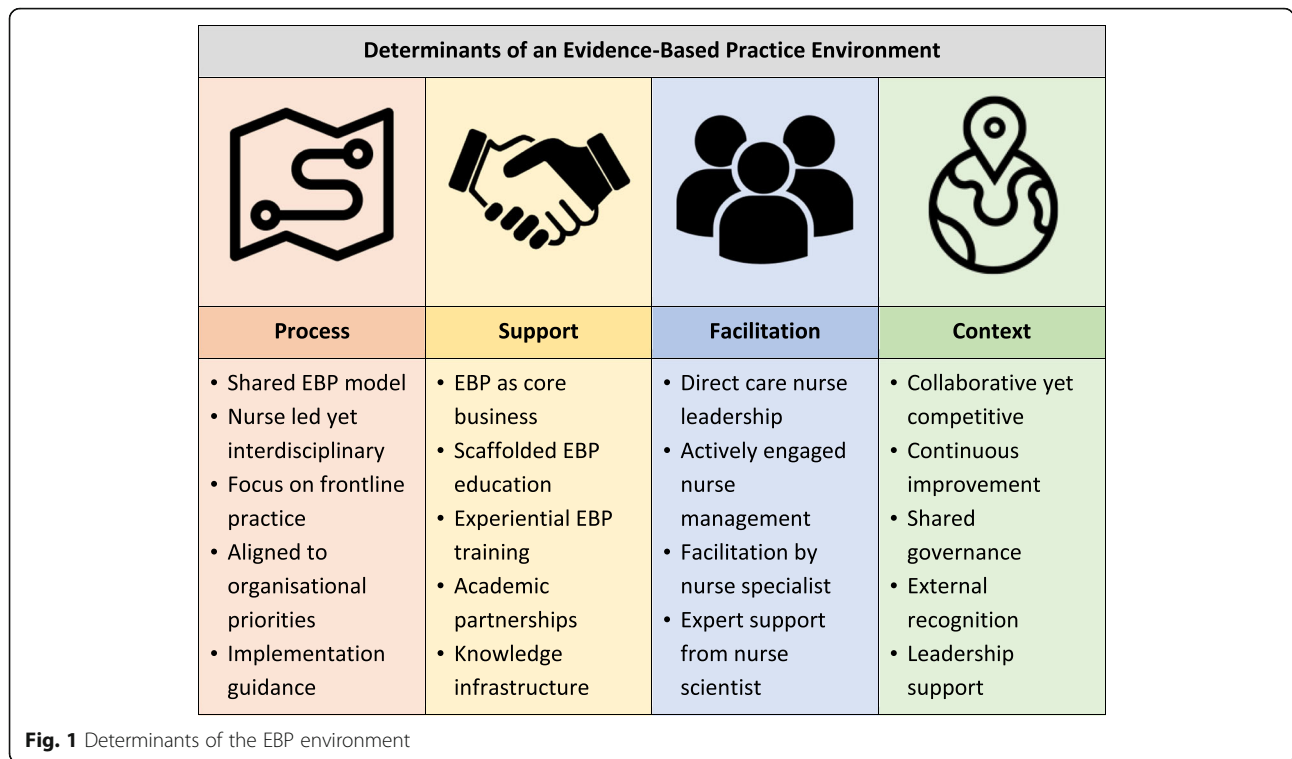 Determinants of an Evidence-Based Practice Environment
Process
• Shared EBP model
• Nurse led yet
interdisciplinary
• Focus on frontline
practice
• Aligned to
organisational
priorities
• Implementation
guidance
Support
• EBP as core
business
• Scaffolded EBP
education
• Experiential EBP
training
• Academic
partnerships
• Knowledge
infrastructure
Facilitation
• Direct care nurse
leadership
• Actively engaged
nurse
management
• Facilitation by
nurse specialist
• Expert support
from nurse
scientist
Context
• Collaborative yet
competitive
• Continuous
improvement
• Shared
governance
• External
recognition
• Leadership
support
Fig. 1 Determinants of the EBP environment